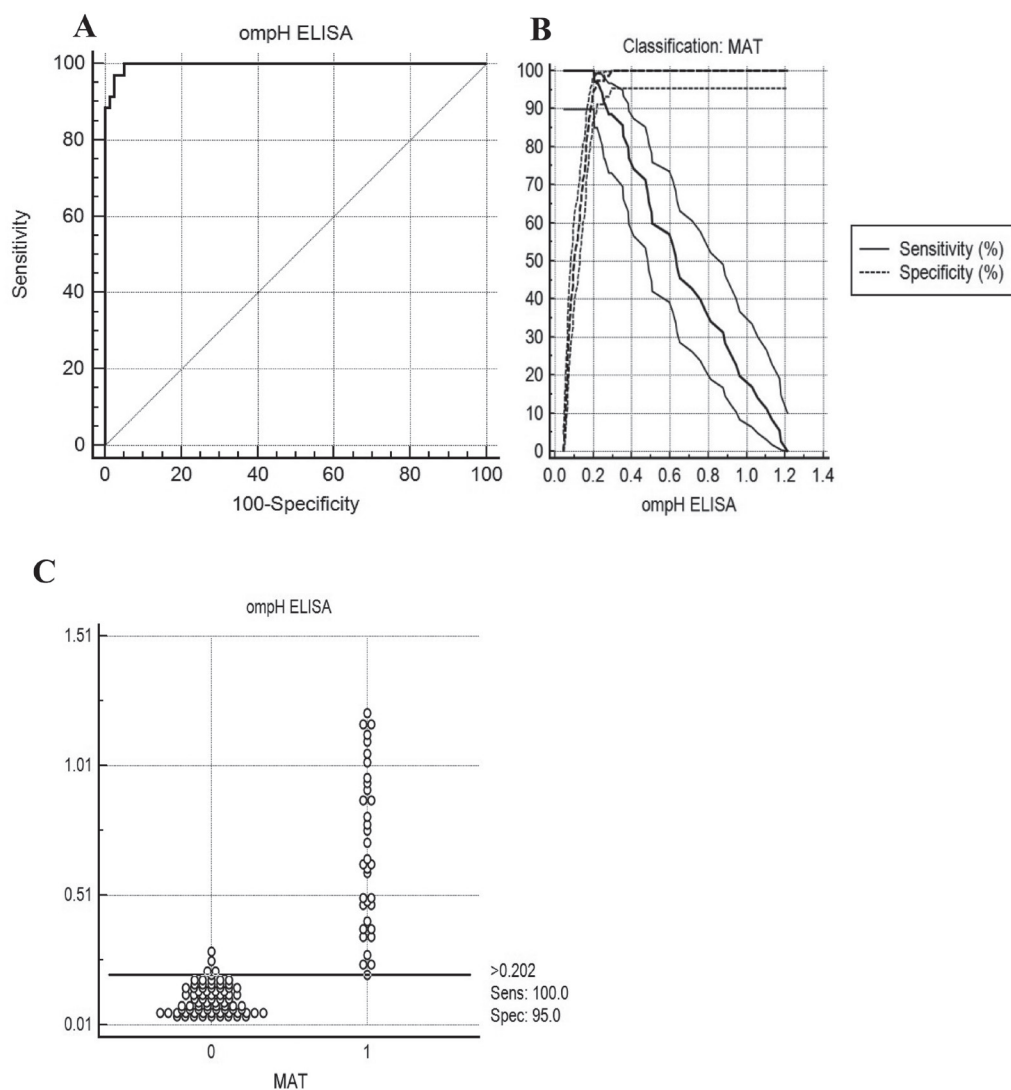 A
ompH ELISA
100
80
60
40
20
0
Sensitivity
0 20 40 60 80 100
100-Specificity
B
Classification: MAT
100
90
80
70
60
50
40
30
20
10
0
0.0 0.2 0.4 0.6 0.8 1.0 1.2 1.4
ompH ELISA
Sensitivity (%)
Specificity (%)
C
ompH ELISA
1.51
1.01
0.51
0.01
>0.202
Sens: 100.0
Spec: 95.0
0 1
MAT